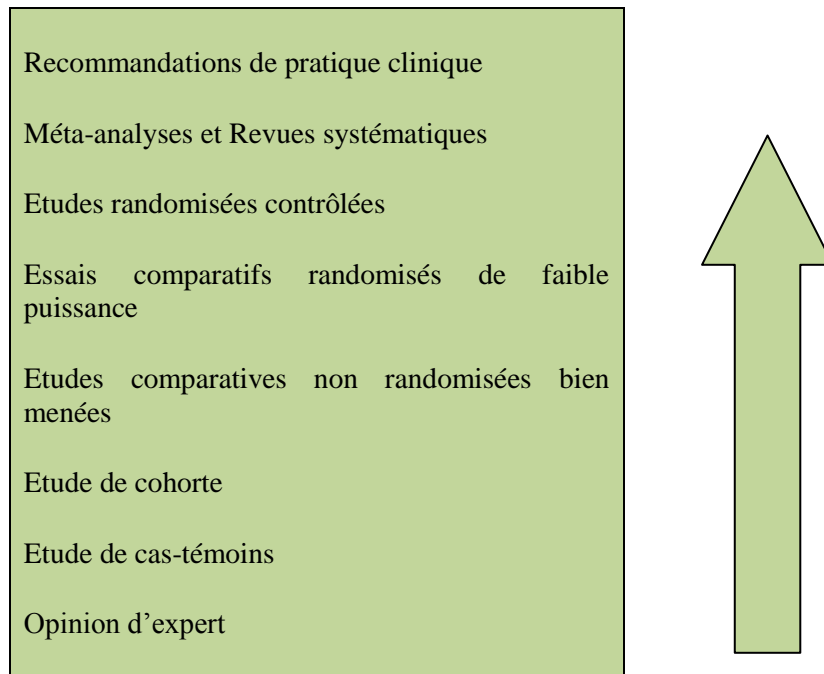 Recommandations de pratique clinique
Méta-analyses et Revues systématiques
Etudes randomisées contrôlées
Essais comparatifs randomisés de faible
puissance
Etudes comparatives non randomisées bien
menées
Etude de cohorte
Etude de cas-témoins
Opinion d’expert